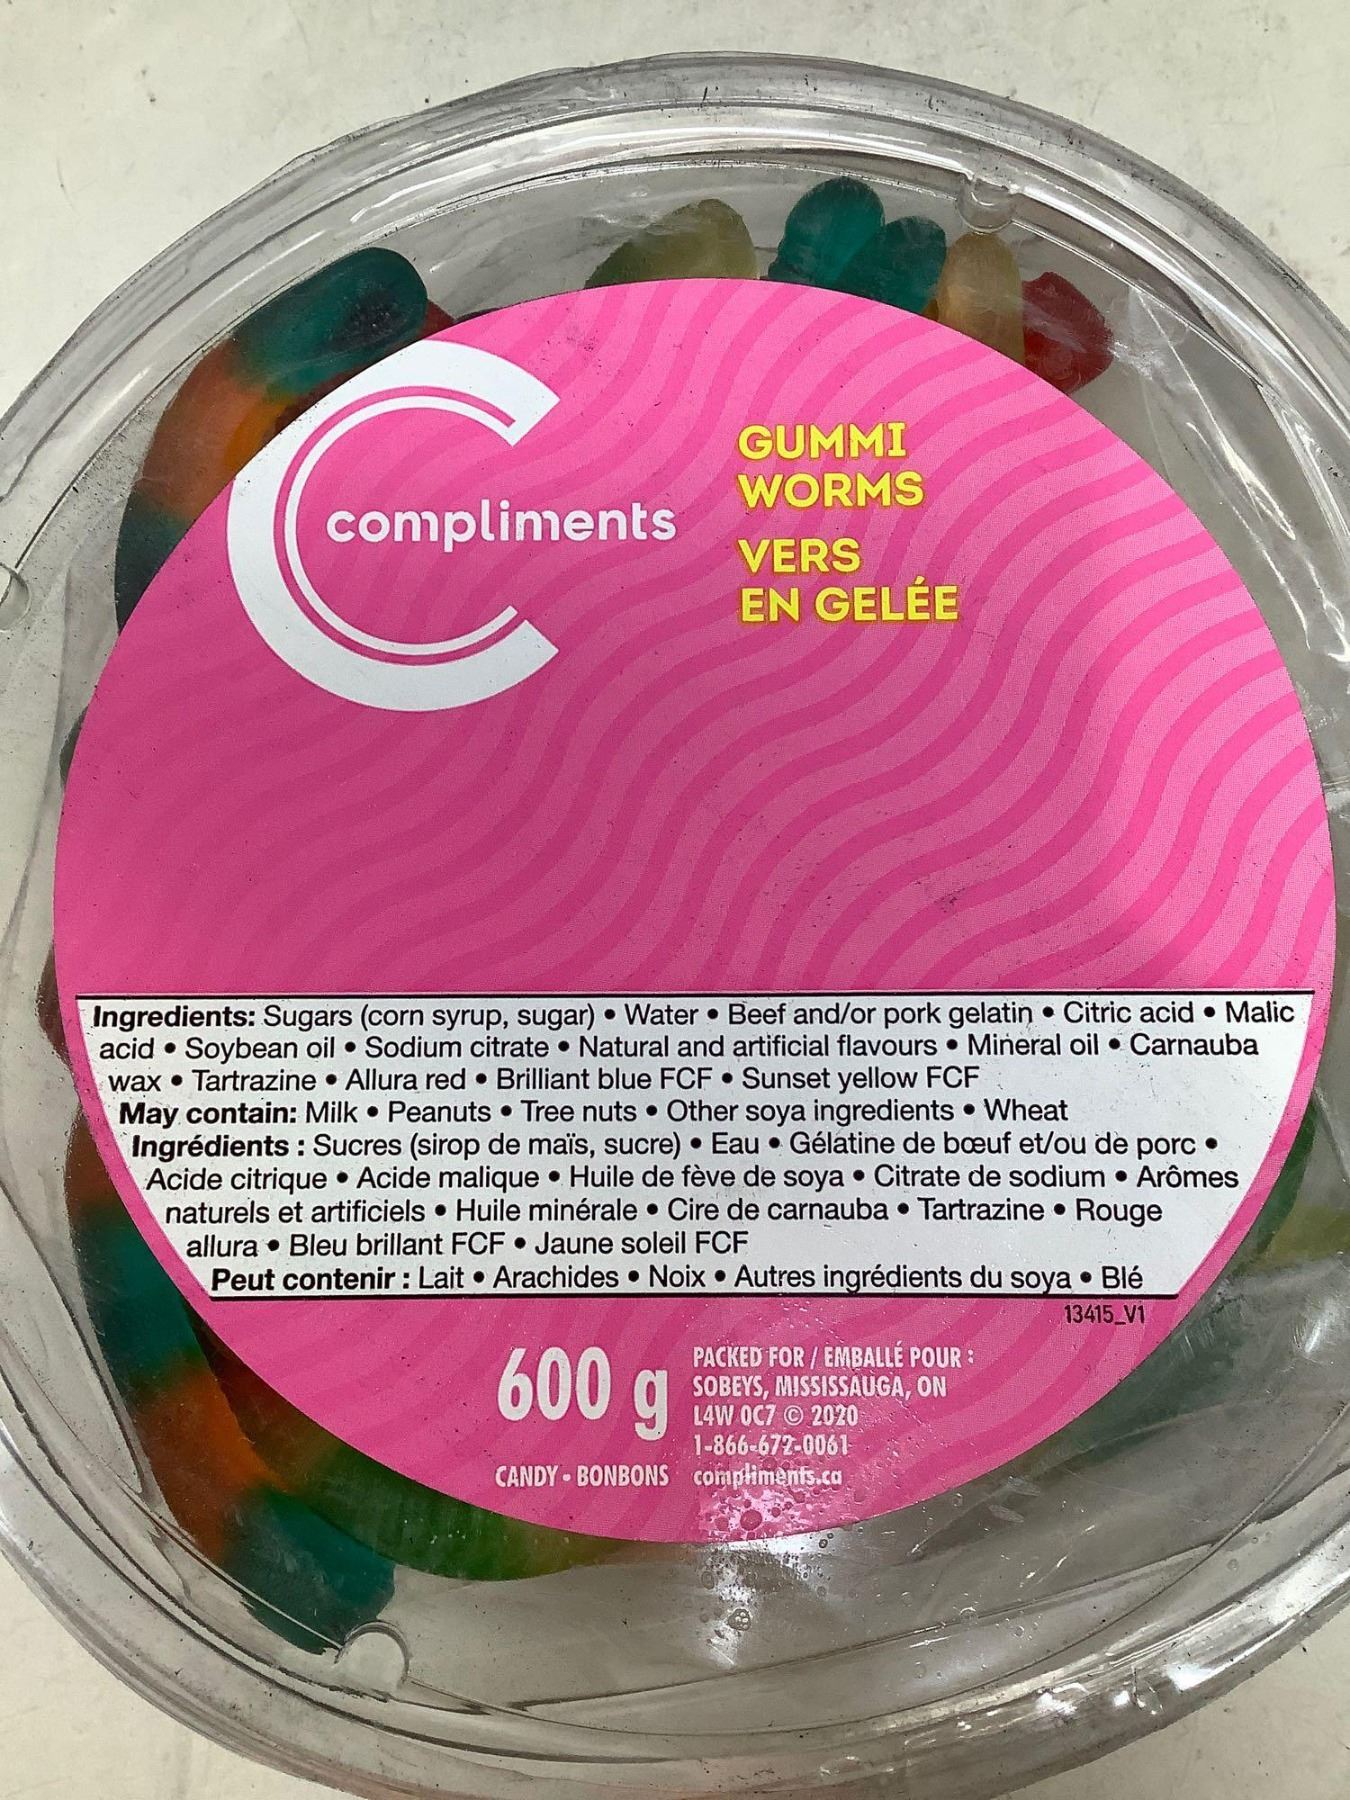 compliments
GUMMI
WORMS
VERS
EN GELÉE
Ingredients: Sugars (corn syrup, sugar) • Water • Beef and/or pork gelatin • Citric acid • Malic
acid • Soybean oil • Sodium citrate • Natural and artificial flavours • Mineral oil • Carnauba
wax • Tartrazine • Allura red • Brilliant blue FCF • Sunset yellow FCF
May contain: Milk • Peanuts • Tree nuts • Other soya ingredients • Wheat
Ingrédients : Sucres (sirop de maïs, sucre) • Eau • Gélatine de bœuf et/ou de porc •
Acide citrique • Acide malique • Huile de fève de soya • Citrate de sodium • Arômes
naturels et artificiels • Huile minérale • Cire de carnauba • Tartrazine • Rouge
allura • Bleu brillant FCF • Jaune soleil FCF
Peut contenir : Lait • Arachides • Noix • Autres ingrédients du soya • Blé
13415_V1
600 g
CANDY • BONBONS
PACKED FOR / EMBALLÉ POUR :
SOBEYS, MISSISSAUGA, ON
L4W 0C7 © 2020
1-866-672-0061
compliments.ca